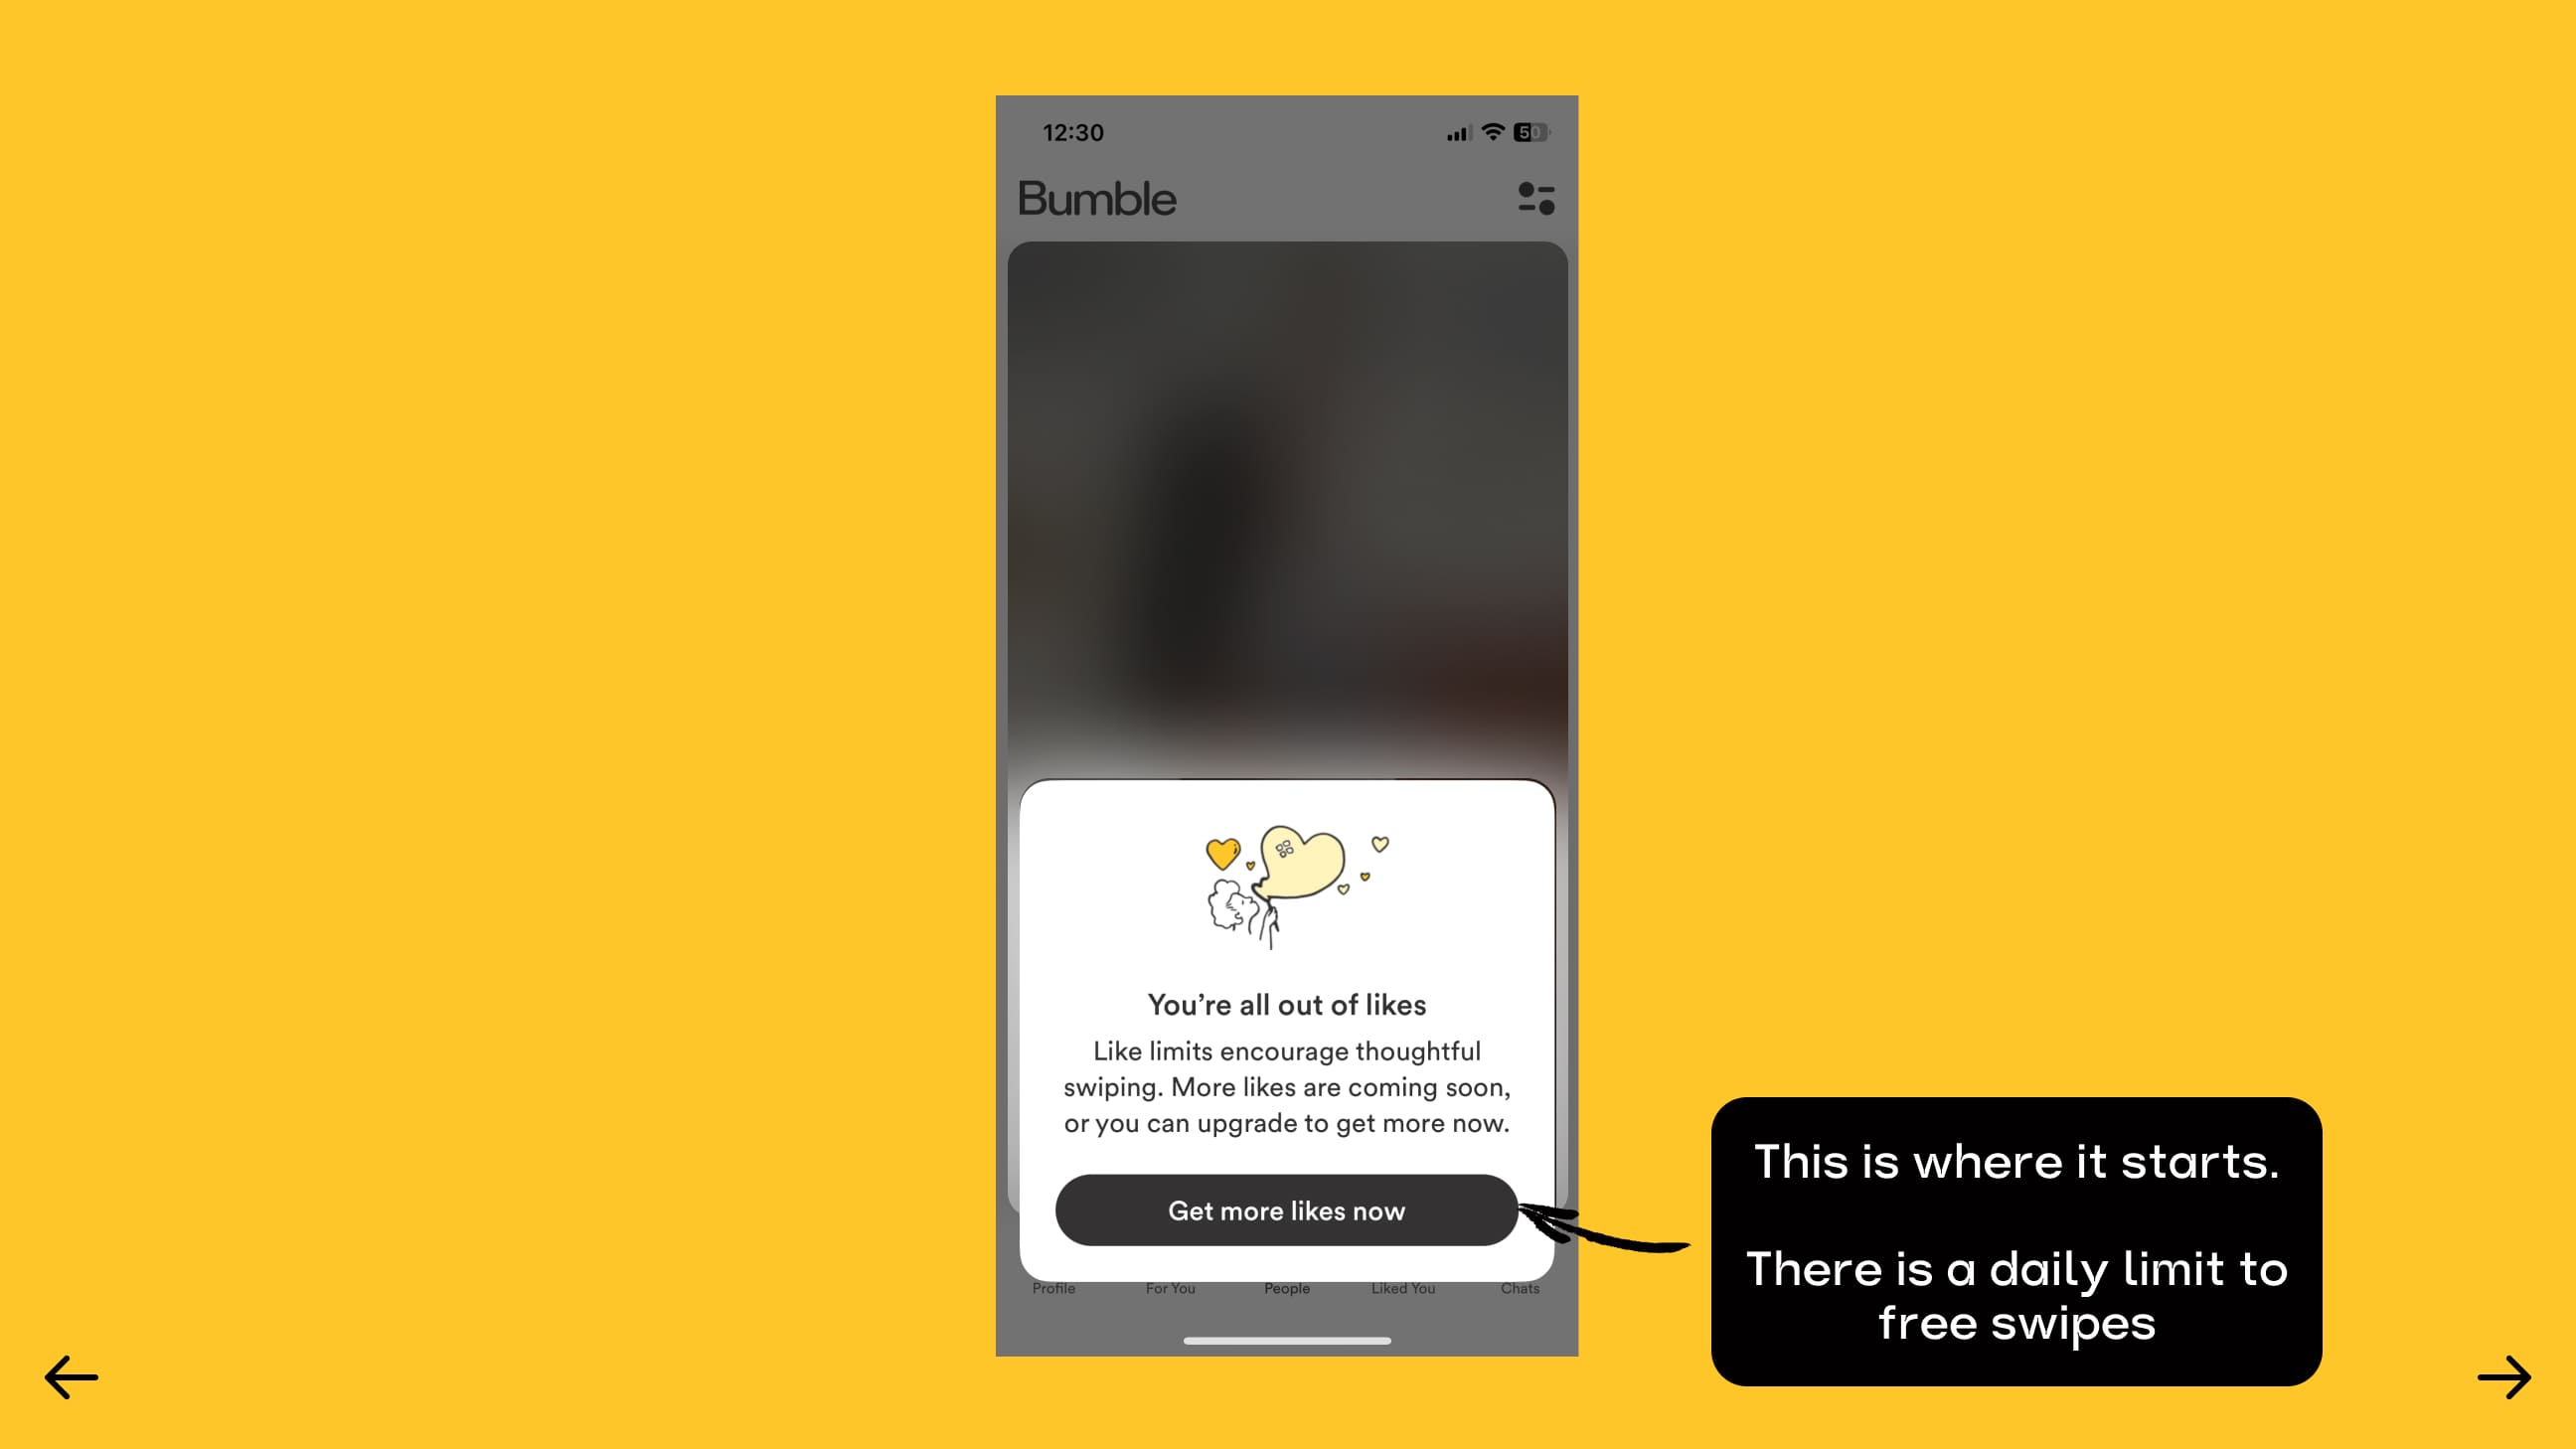 12:30
50
Bumble
You’re all out of likes
Like limits encourage thoughtful
swiping. More likes are coming soon,
or you can upgrade to get more now.
Get more likes now
Profile
For You
People
Liked You
Chats
This is where it starts.
There is a daily limit to
free swipes